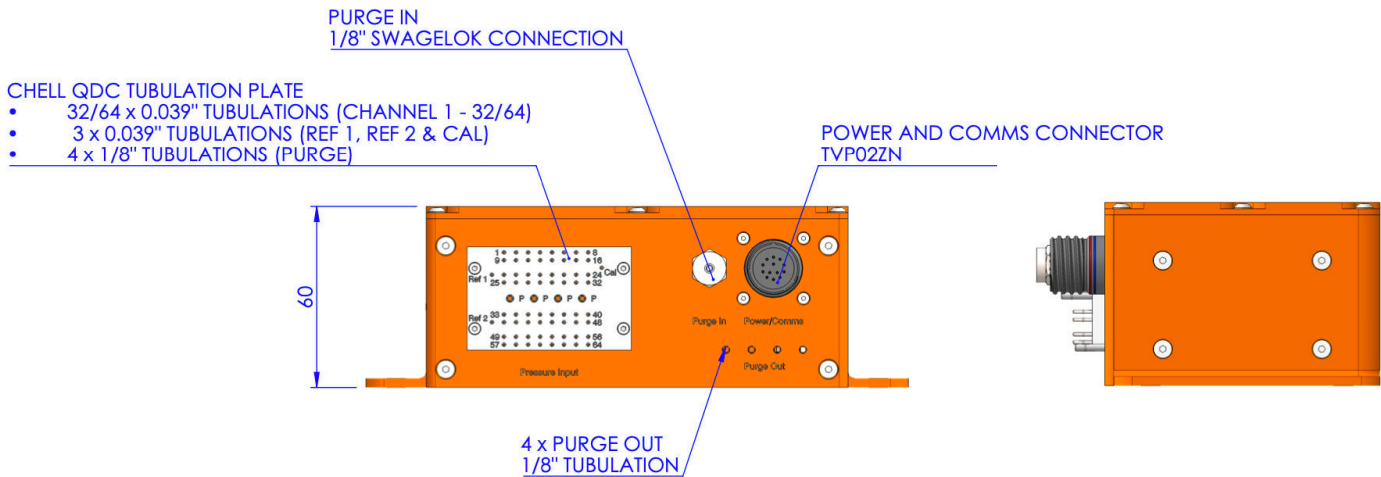 PURGE IN
1/8" SWAGELOK CONNECTION
CHELL QDC TUBULATION PLATE
• 32/64 x 0.039" TUBULATIONS (CHANNEL 1 - 32/64)
• 3 x 0.039" TUBULATIONS (REF 1, REF 2 & CAL)
• 4 x 1/8" TUBULATIONS (PURGE)
POWER AND COMMS CONNECTOR
TVP02ZN
60
1 8
9 16
Cal
Ref 1 24
25 32
P P P P
Ref 2 33 40
48
49 56
57 64
Pressure Input
Purge In
Power/Comms
Purge Out
4 x PURGE OUT
1/8" TUBULATION